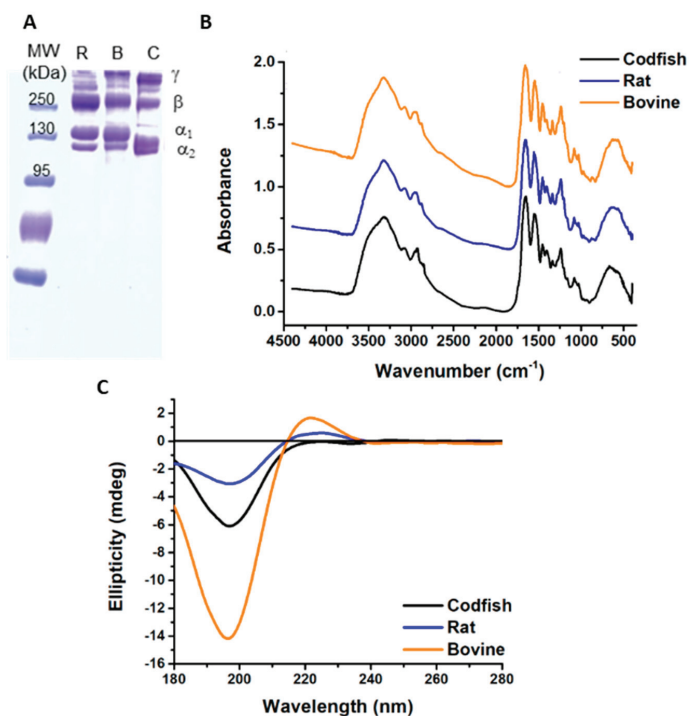 A
MW
(kDa)
R B C
γ
β
α1
α2
250
130
95
B
2.0
1.5
1.0
0.5
0.0
Absorbance
Codfish
Rat
Bovine
4500 4000 3500 3000 2500 2000 1500 1000 500
Wavenumber (cm⁻¹)
C
2
0
-2
-4
-6
-8
-10
-12
-14
-16
Ellipticity (mdeg)
Codfish
Rat
Bovine
180 200 220 240 260 280
Wavelength (nm)